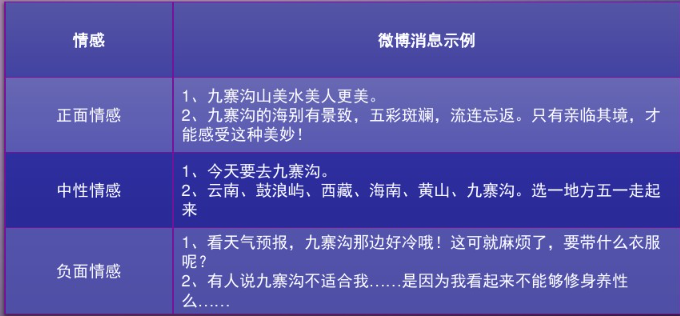 情感
微博消息示例
正面情感
1、九寨沟山美水美人更美。
2、九寨沟的海别有景致，五彩斑斓，流连忘返。只有亲临其境，才
能感受这种美妙！
中性情感
1、今天要去九寨沟。
2、云南、鼓浪屿、西藏、海南、黄山、九寨沟。选一地方五一走起
来
负面情感
1、看天气预报，九寨沟那边好冷哦！这可就麻烦了，要带什么衣服
呢？
2、有人说九寨沟不适合我……是因为我看起来不能够修身养性
么……